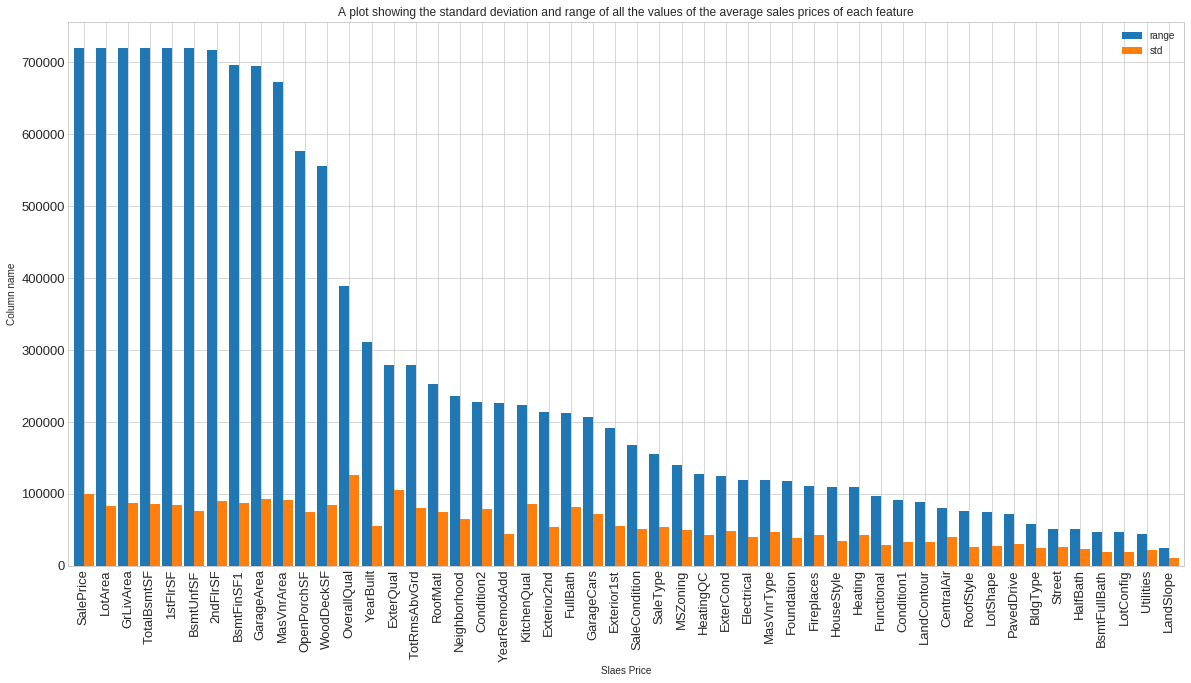 A plot showing the standard deviation and range of all the values of the average sales prices of each feature
range
std
Column name
700000
600000
500000
400000
300000
200000
100000
0
SalePrice
LotArea
GrLivArea
TotalBsmtSF
1stFlrSF
BsmtUnfSF
2ndFlrSF
BsmtFinSF1
GarageArea
MasVnrArea
OpenPorchSF
WoodDeckSF
OverallQual
YearBuilt
ExterQual
TotRmsAbvGrd
RoofMatl
Neighborhood
Condition2
YearRemodAdd
KitchenQual
Exterior2nd
FullBath
GarageCars
Exterior1st
SaleCondition
SaleType
MSZoning
HeatingQC
ExterCond
Electrical
MasVnrType
Foundation
Fireplaces
HouseStyle
Heating
Functional
Condition1
LandContour
CentralAir
RoofStyle
LotShape
PavedDrive
BldgType
Street
HalfBath
BsmtFullBath
LotConfig
Utilities
LandSlope
Slaes Price